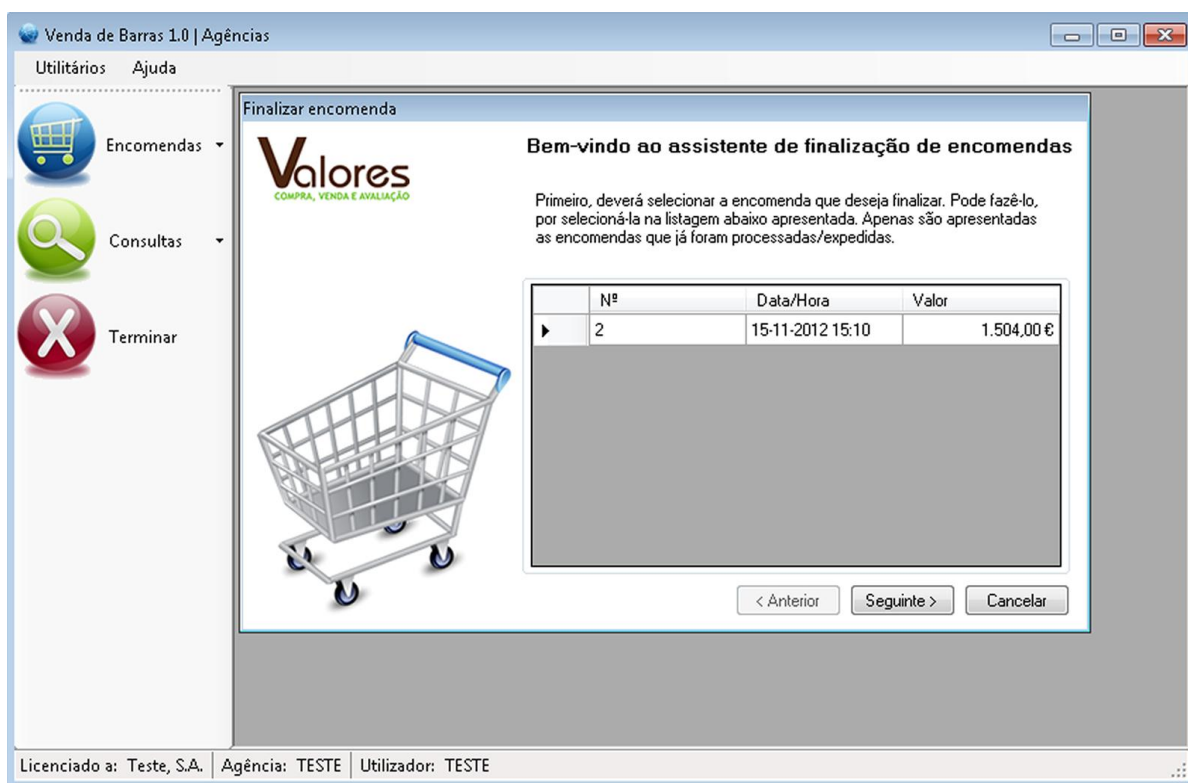 Venda de Barras 1.0 | Agências
Utilitários Ajuda
Encomendas
Consultas
Terminar
Finalizar encomenda
Valores
COMPRA, VENDA E AVALIAÇÃO
Bem-vindo ao assistente de finalização de encomendas
Primeiro, deverá selecionar a encomenda que deseja finalizar. Pode fazê-lo,
por selecioná-la na listagem abaixo apresentada. Apenas são apresentadas
as encomendas que já foram processadas/expedidas.
Nº Data/Hora Valor
2 15-11-2012 15:10 1.504,00 €
< Anterior Seguinte > Cancelar
Licenciado a: Teste, S.A. Agência: TESTE Utilizador: TESTE